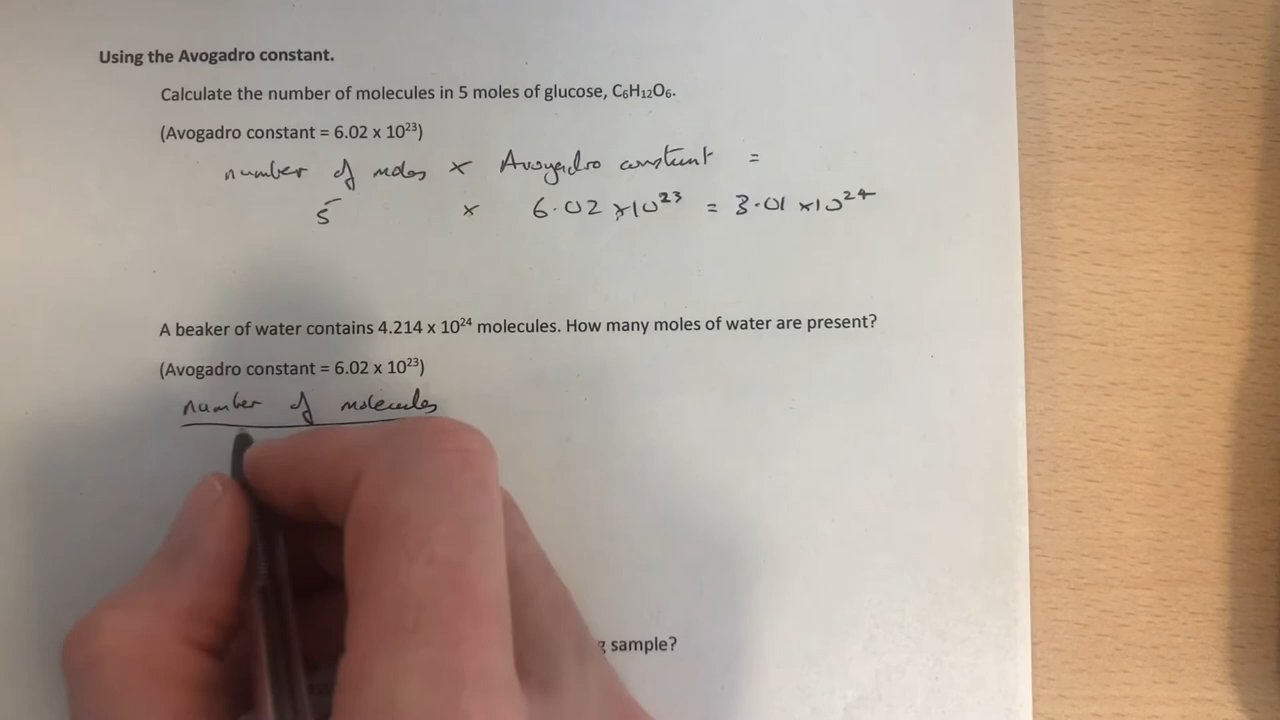 Using the Avogadro constant.
Calculate the number of molecules in 5 moles of glucose, C₆H₁₂O₆.
(Avogadro constant = 6.02 x 10²³)
number of moles x Avogadro constant =
5 x 6.02 x10²³ = 3.01 x10²⁴
A beaker of water contains 4.214 x 10²⁴ molecules. How many moles of water are present?
(Avogadro constant = 6.02 x 10²³)
number of molecules
sample?